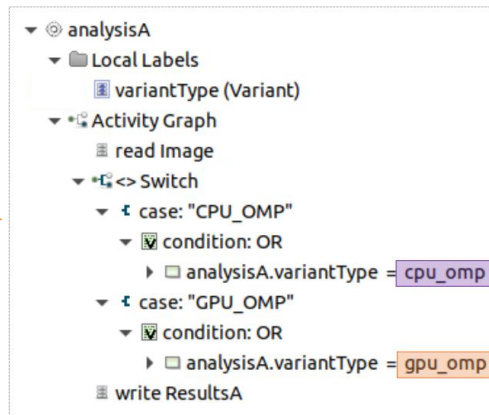 analysisA
Local Labels
variantType (Variant)
Activity Graph
read Image
<> Switch
case: "CPU_OMP"
condition: OR
analysisA.variantType = cpu_omp
case: "GPU_OMP"
condition: OR
analysisA.variantType = gpu_omp
write ResultsA